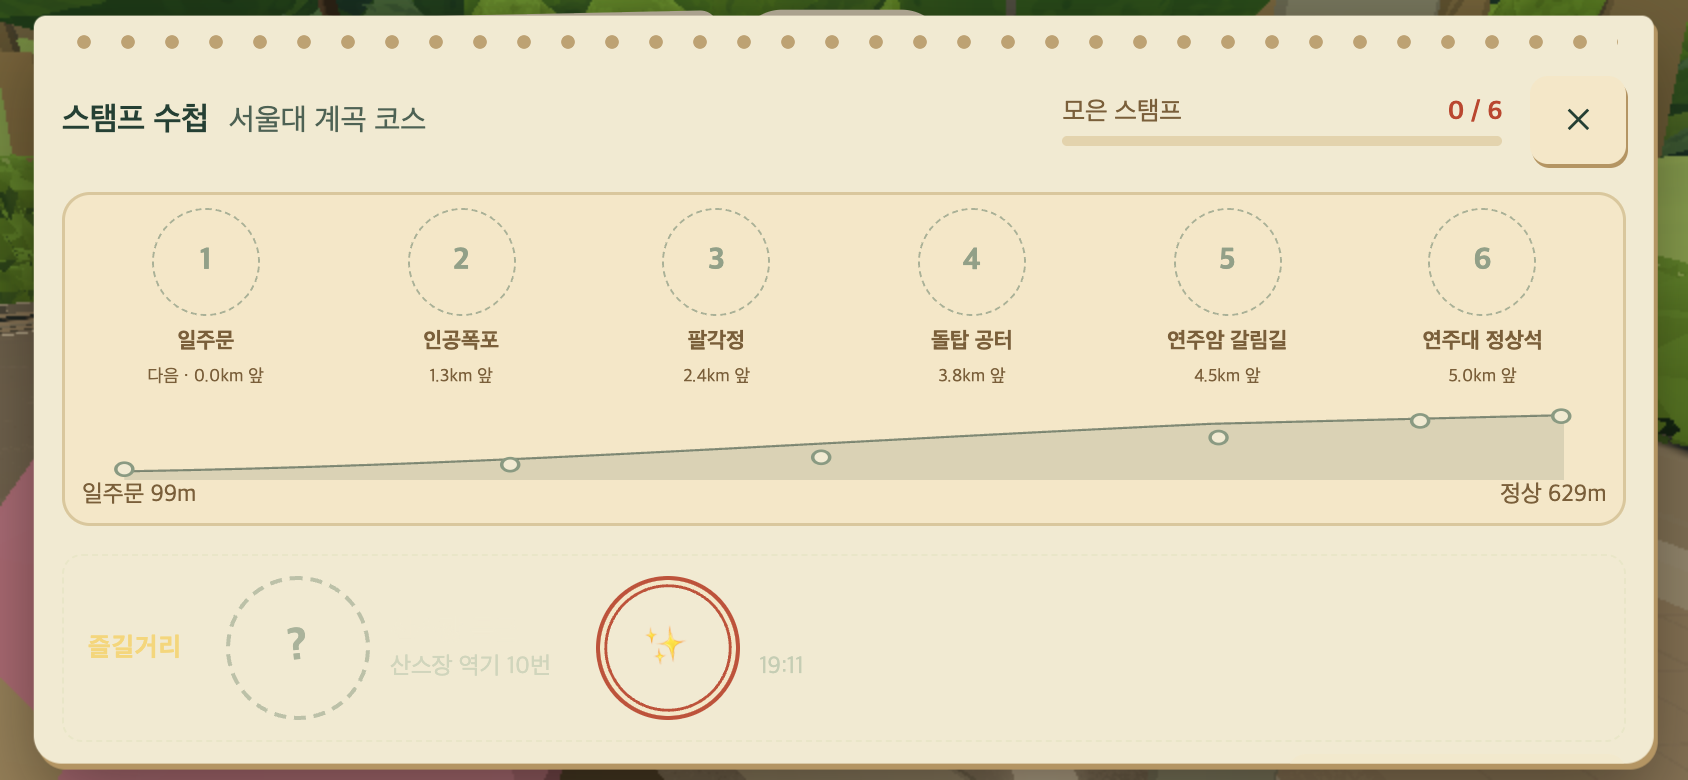 스탬프 수첩 서울대 계곡 코스
모은 스탬프 0 / 6
1 2 3 4 5 6
일주문 인공폭포 팔각정 돌탑 공터 연주암 갈림길 연주대 정상석
다음 · 0.0km 앞 1.3km 앞 2.4km 앞 3.8km 앞 4.5km 앞 5.0km 앞
일주문 99m 정상 629m
즐길거리 ? 산스장 역기 10번 19:11